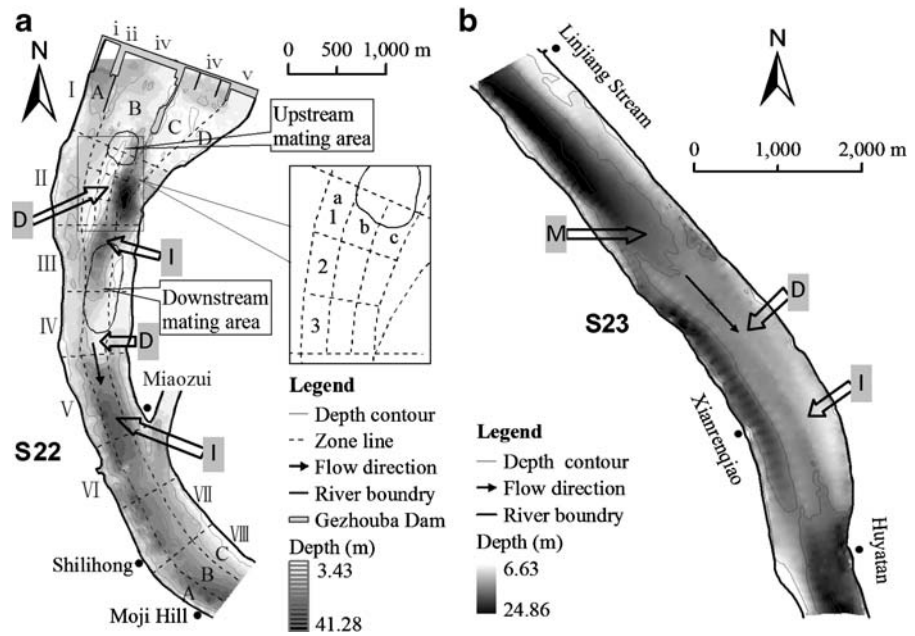 a
N
i ii iv iv v
0 500 1,000 m
I
A
B
C
D
Upstream
mating area
II
D
a
1
b
c
2
3
I
III
Downstream
mating area
IV
D
Miaozui
V
I
S22
VI
VII
VIII
C
B
A
Shilihong
Moji Hill
Legend
Depth contour
Zone line
Flow direction
River boundry
Gezhouba Dam
Depth (m)
3.43
41.28
b
Linjiang Stream
N
0 1,000 2,000 m
M
D
S23
I
Xianrenqiao
Huyatan
Legend
Depth contour
Flow direction
River boundry
Depth (m)
6.63
24.86